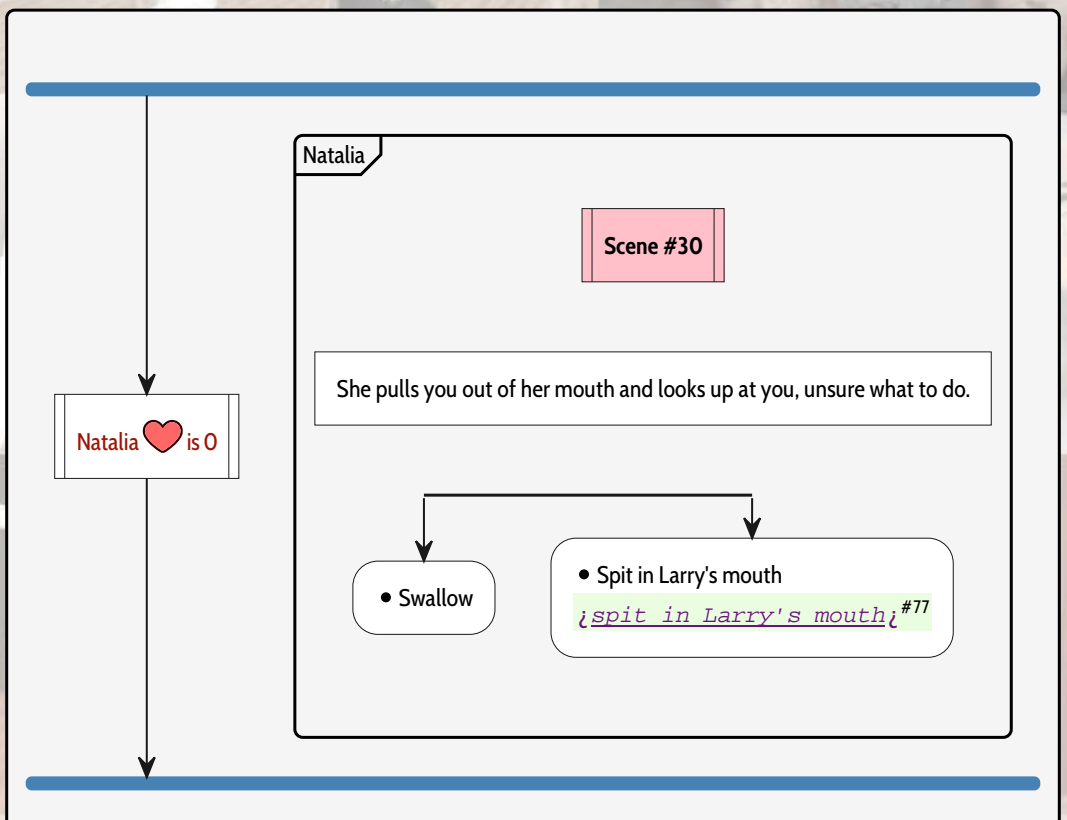 Natalia
Scene #30
She pulls you out of her mouth and looks up at you, unsure what to do.
Natalia ❤ is 0
• Swallow
• Spit in Larry's mouth
¿spit in Larry's mouth¿#77